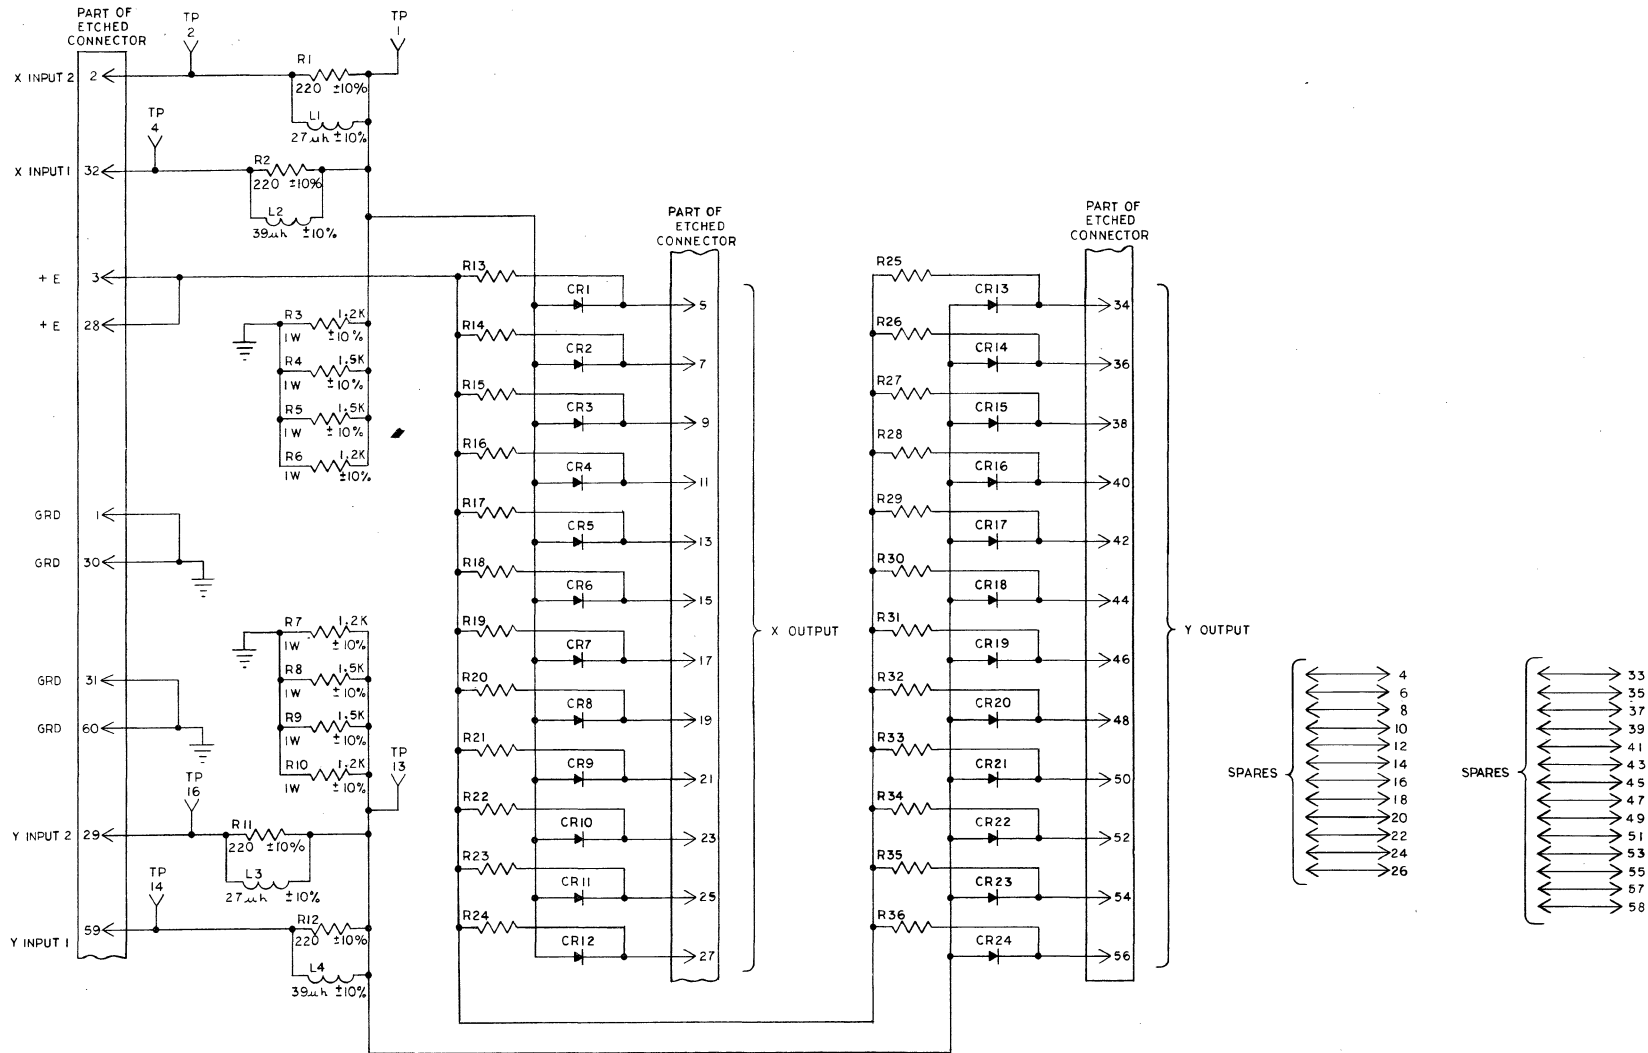 PART OF
ETCHED
CONNECTOR
TP
2
TP
1
X INPUT 2
2
R1
220 ±10%
L1
27µh ±10%
TP
4
X INPUT 1
32
R2
220 ±10%
L2
39µh ±10%
+ E
3
+ E
28
R3
1.2K
1W
±10%
R4
1.5K
1W
±10%
R5
1.5K
1W
±10%
R6
1.2K
1W
±10%
GRD
1
GRD
30
R7
1.2K
1W
±10%
R8
1.5K
1W
±10%
R9
1.5K
1W
±10%
R10
1.2K
1W
±10%
GRD
31
GRD
60
TP
13
TP
16
Y INPUT 2
29
R11
220 ±10%
L3
27µh ±10%
TP
14
Y INPUT 1
59
R12
220 ±10%
L4
39µh ±10%
PART OF
ETCHED
CONNECTOR
R13
CR1
5
R14
CR2
7
R15
CR3
9
R16
CR4
11
R17
CR5
13
R18
CR6
15
R19
CR7
17
R20
CR8
19
R21
CR9
21
R22
CR10
23
R23
CR11
25
R24
CR12
27
X OUTPUT
PART OF
ETCHED
CONNECTOR
R25
CR13
34
R26
CR14
36
R27
CR15
38
R28
CR16
40
R29
CR17
42
R30
CR18
44
R31
CR19
46
R32
CR20
48
R33
CR21
50
R34
CR22
52
R35
CR23
54
R36
CR24
56
Y OUTPUT
SPARES
4
6
8
10
12
14
16
18
20
22
24
26
SPARES
33
35
37
39
41
43
45
47
49
51
53
55
57
58